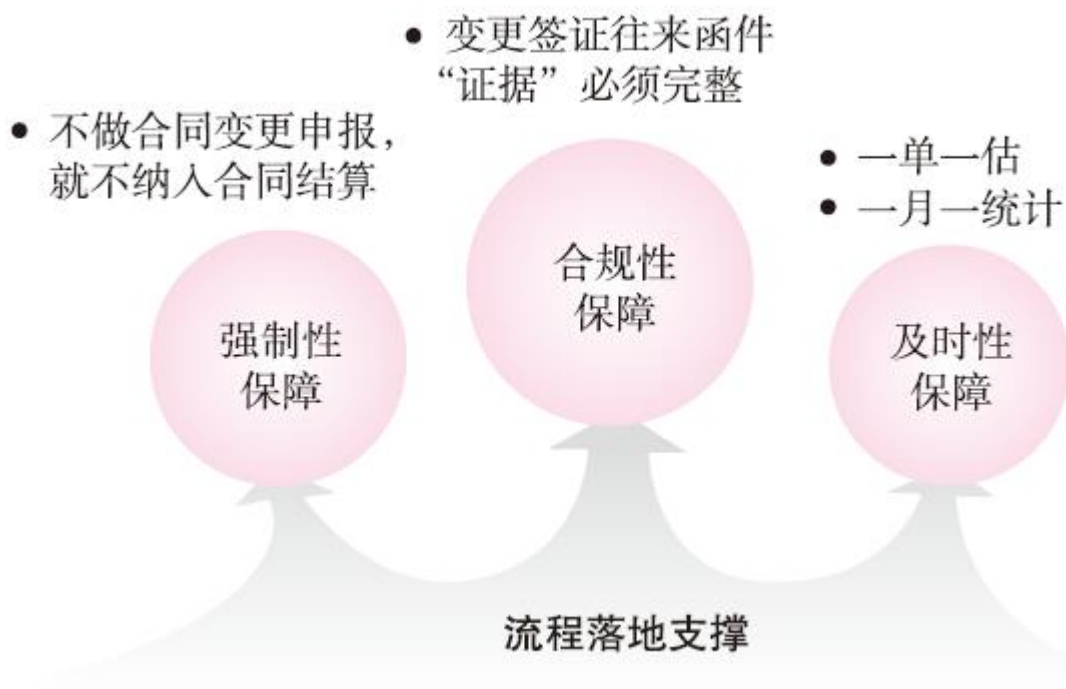 • 变更签证往来函件
“证据”必须完整
• 不做合同变更申报，
就不纳入合同结算
• 一单一估
• 一月一统计
合规性
保障
强制性
保障
及时性
保障
流程落地支撑